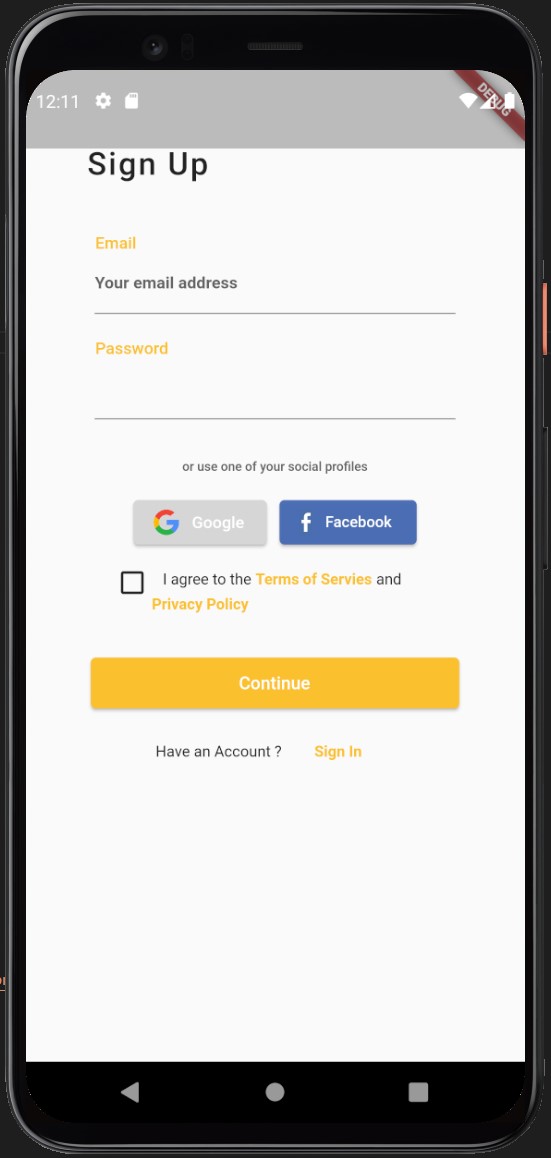 12:11
DEBUG
Sign Up
Email
Your email address
Password
or use one of your social profiles
Google
Facebook
I agree to the Terms of Servies and
Privacy Policy
Continue
Have an Account ? Sign In